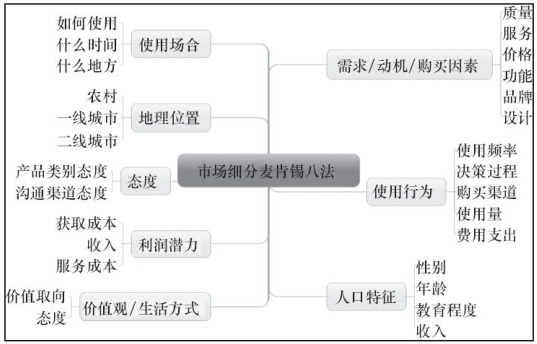 市场细分麦肯锡八法
使用场合
如何使用
什么时间
什么地方
地理位置
农村
一线城市
二线城市
态度
产品类别态度
沟通渠道态度
利润潜力
获取成本
收入
服务成本
价值观/生活方式
价值取向
态度
需求/动机/购买因素
质量
服务
价格
功能
品牌
设计
使用行为
使用频率
决策过程
购买渠道
使用量
费用支出
人口特征
性别
年龄
教育程度
收入